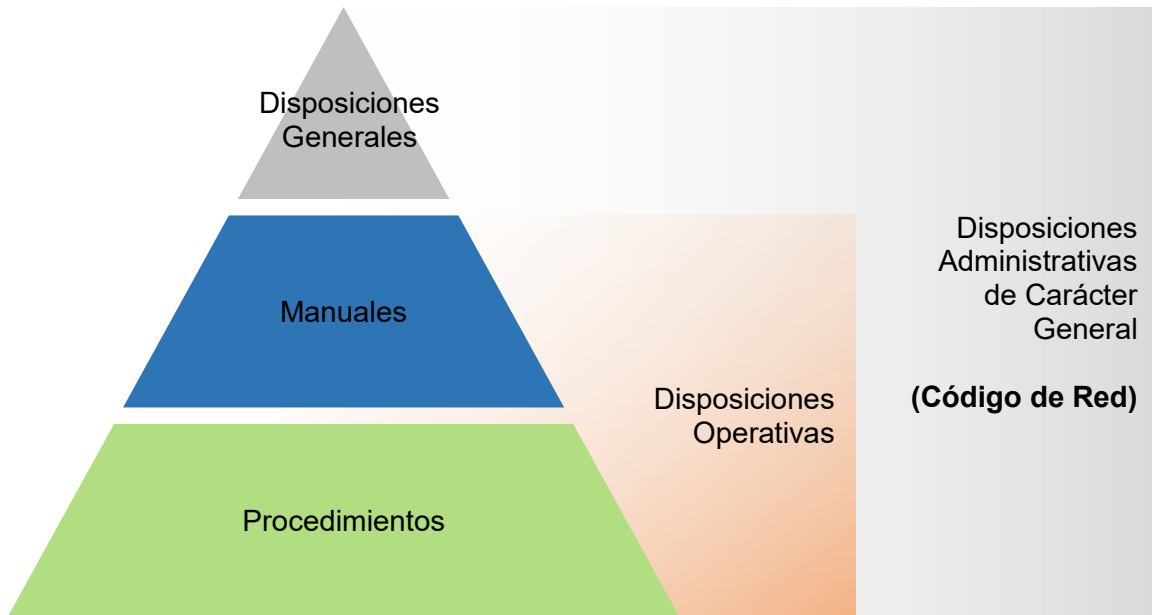 Disposiciones
Generales
Manuales
Procedimientos
Disposiciones
Operativas
Disposiciones
Administrativas
de Carácter
General
(Código de Red)